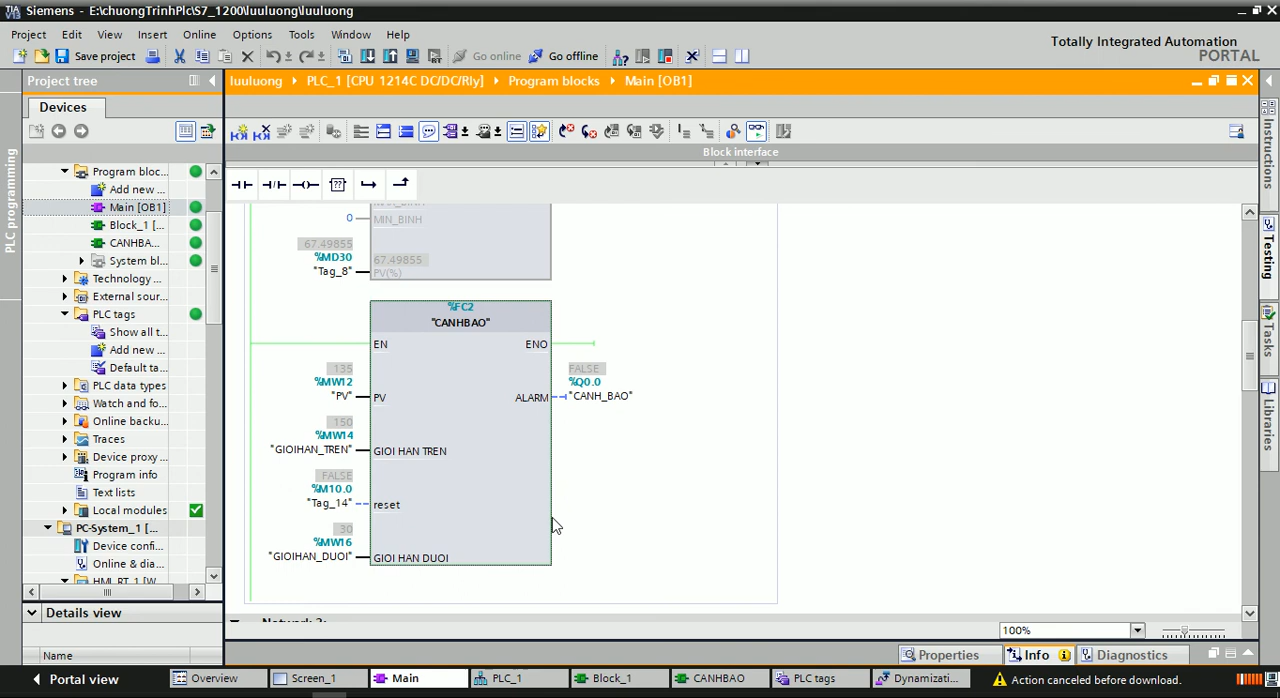 Siemens - E:\chuongTrinhPlc\S7_1200\luuluong\luuluong
Project Edit View Insert Online Options Tools Window Help
Totally Integrated Automation
PORTAL
Save project
Go online
Go offline
Project tree
luuluong
PLC_1 [CPU 1214C DC/DC/Rly]
Program blocks
Main [OB1]
Devices
Block interface
PLC programming
Program bloc...
Add new ...
Main [OB1]
Block_1 [...
CANHBA...
System bl...
Technology ...
External sour...
PLC tags
Show all t...
Add new ...
Default ta...
PLC data types
Watch and fo...
Online backu...
Traces
Device proxy ...
Program info
Text lists
Local modules
PC-System_1 [...
Device confi...
Online & dia...
HMI_RT_1 [W...
Details view
Name
0
MIN_BINH
67.49855
%MD30
67.49855
"Tag_8"
PV(%)
%FC2
"CANHBAO"
EN
ENO
135
%MW12
"PV"
PV
FALSE
%Q0.0
ALARM
"CANH_BAO"
150
%MW14
"GIOIHAN_TREN"
GIOI HAN TREN
FALSE
%M10.0
"Tag_14"
reset
30
%MW16
"GIOIHAN_DUOI"
GIOI HAN DUOI
100%
Instructions
Testing
Tasks
Libraries
Properties
Info
Diagnostics
Portal view
Overview
Screen_1
Main
PLC_1
Block_1
CANHBAO
PLC tags
Dynamizati...
Action canceled before download.